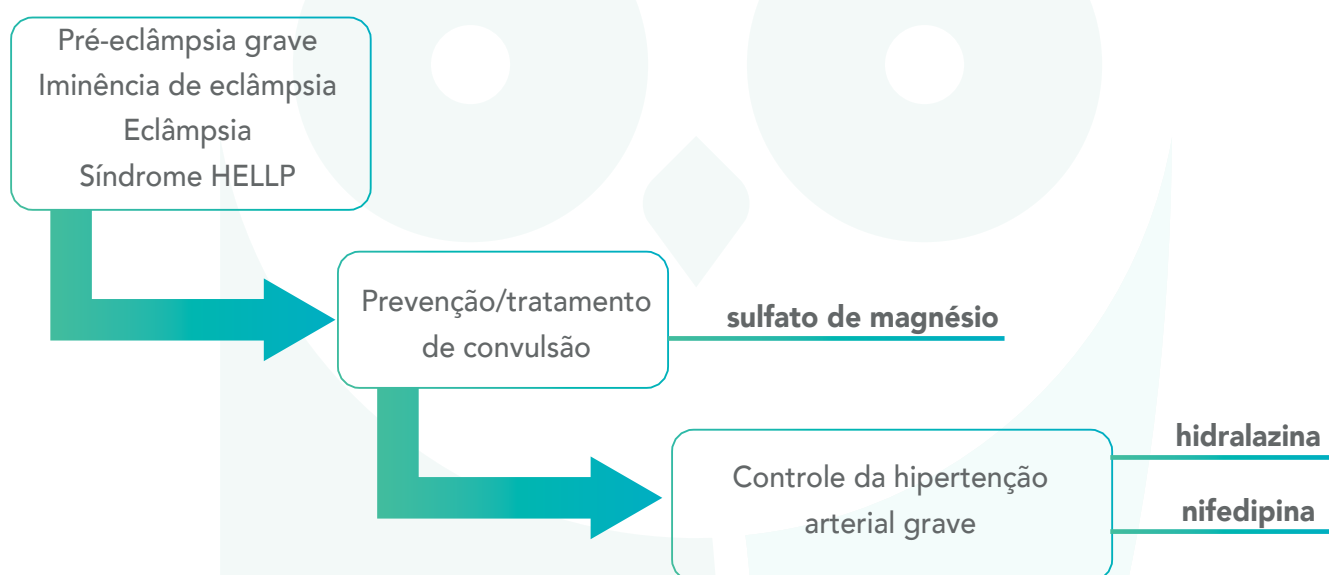 Pré-eclâmpsia grave
Iminência de eclâmpsia
Eclâmpsia
Síndrome HELLP
Prevenção/tratamento
de convulsão
sulfato de magnésio
Controle da hipertenção
arterial grave
hidralazina
nifedipina